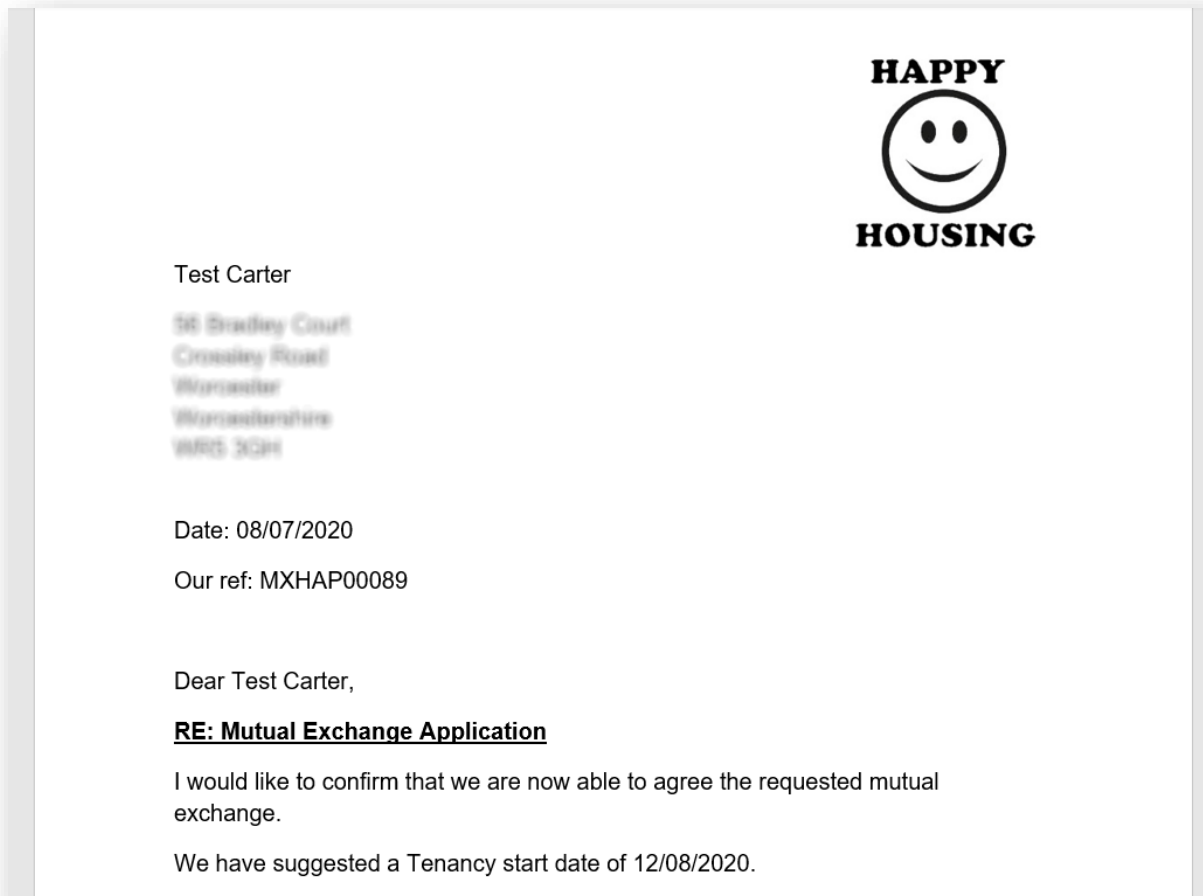 HAPPY
HOUSING
Test Carter
Date: 08/07/2020
Our ref: MXHAP00089
Dear Test Carter,
RE: Mutual Exchange Application
I would like to confirm that we are now able to agree the requested mutual
exchange.
We have suggested a Tenancy start date of 12/08/2020.